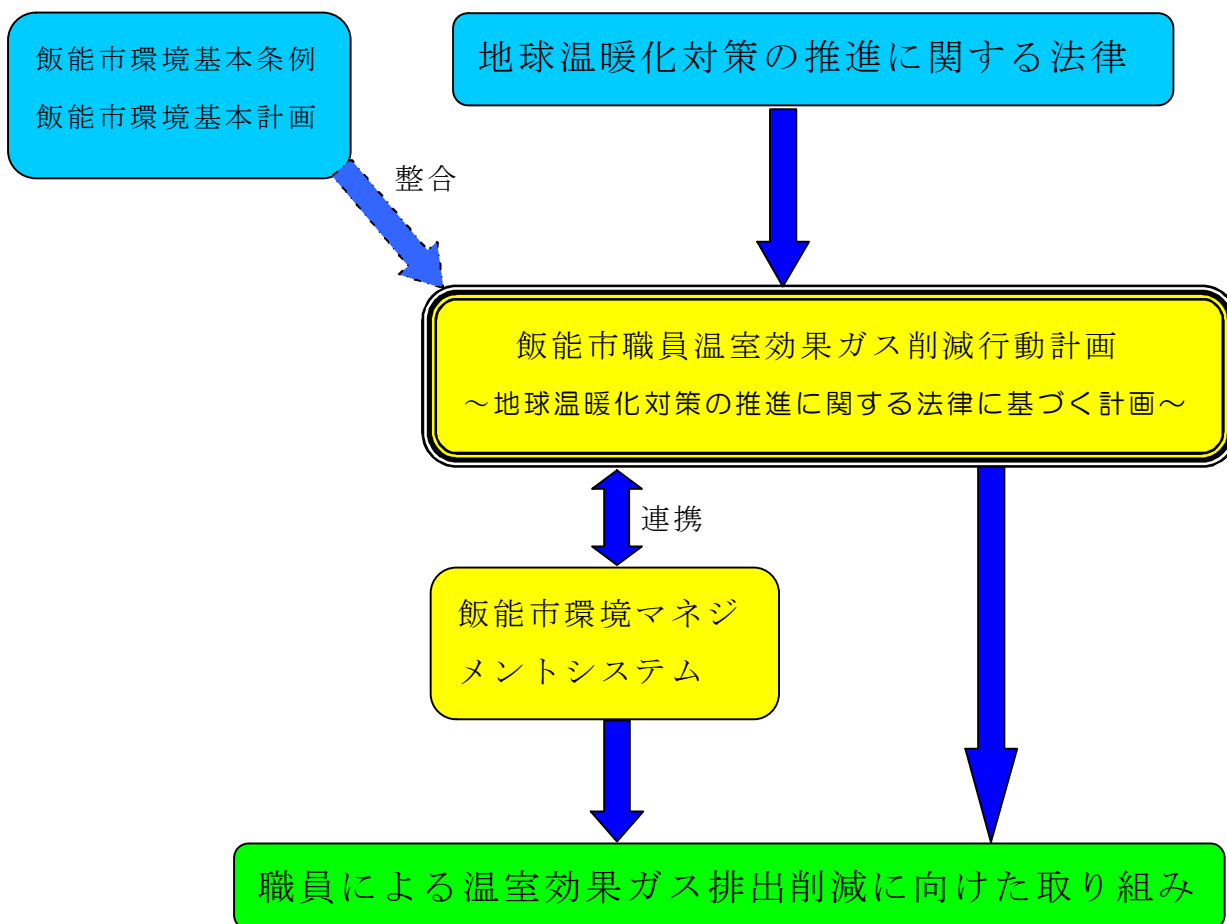 飯能市環境基本条例
飯能市環境基本計画
地球温暖化対策の推進に関する法律
整合
飯能市職員温室効果ガス削減行動計画
～地球温暖化対策の推進に関する法律に基づく計画～
連携
飯能市環境マネジ
メントシステム
職員による温室効果ガス排出削減に向けた取り組み